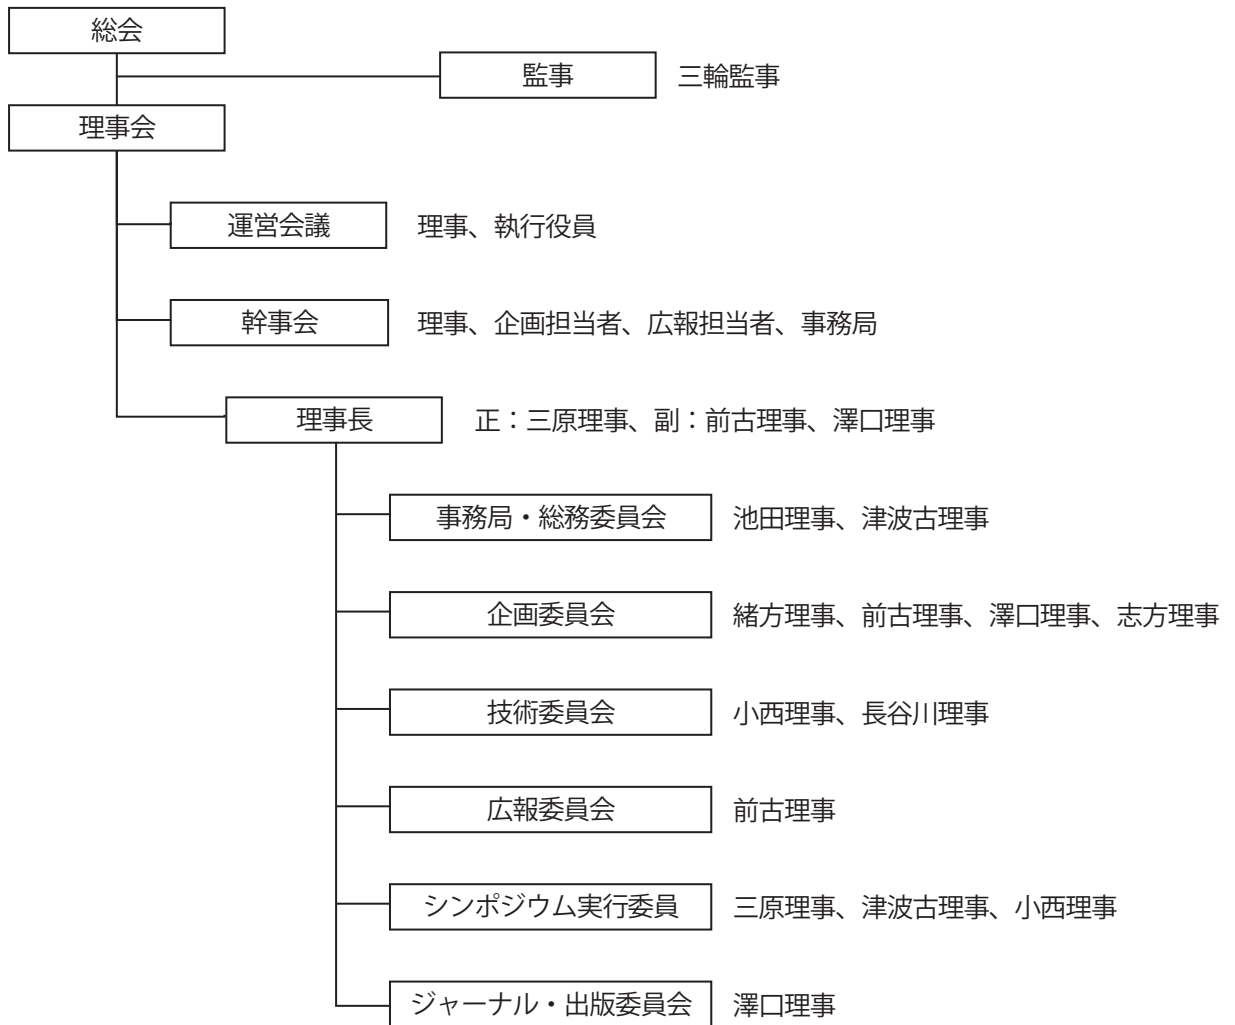 総会
監事 三輪監事
理事会
運営会議 理事、執行役員
幹事会 理事、企画担当者、広報担当者、事務局
理事長 正：三原理事、副：前古理事、澤口理事
事務局・総務委員会 池田理事、津波古理事
企画委員会 緒方理事、前古理事、澤口理事、志方理事
技術委員会 小西理事、長谷川理事
広報委員会 前古理事
シンポジウム実行委員 三原理事、津波古理事、小西理事
ジャーナル・出版委員会 澤口理事